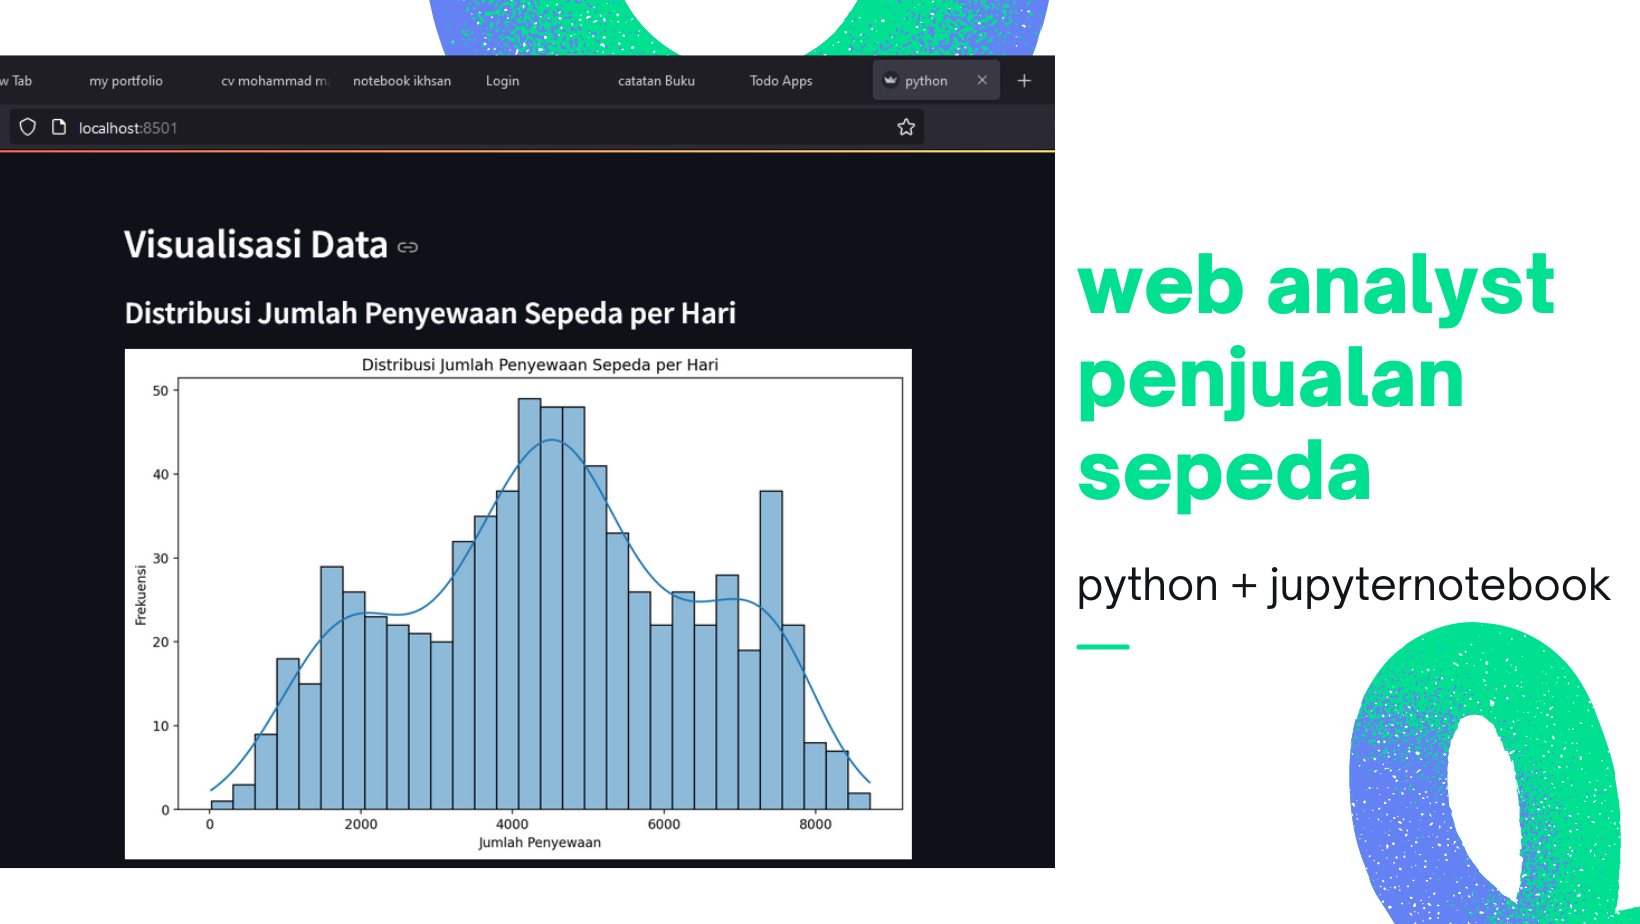 w Tab
my portfolio
cv mohammad m
notebook ikhsan
Login
catatan Buku
Todo Apps
python
localhost:8501
Visualisasi Data
Distribusi Jumlah Penyewaan Sepeda per Hari
Distribusi Jumlah Penyewaan Sepeda per Hari
50
40
30
20
10
0
Frekuensi
0 2000 4000 6000 8000
Jumlah Penyewaan
web analyst
penjualan
sepeda
python + jupyternotebook